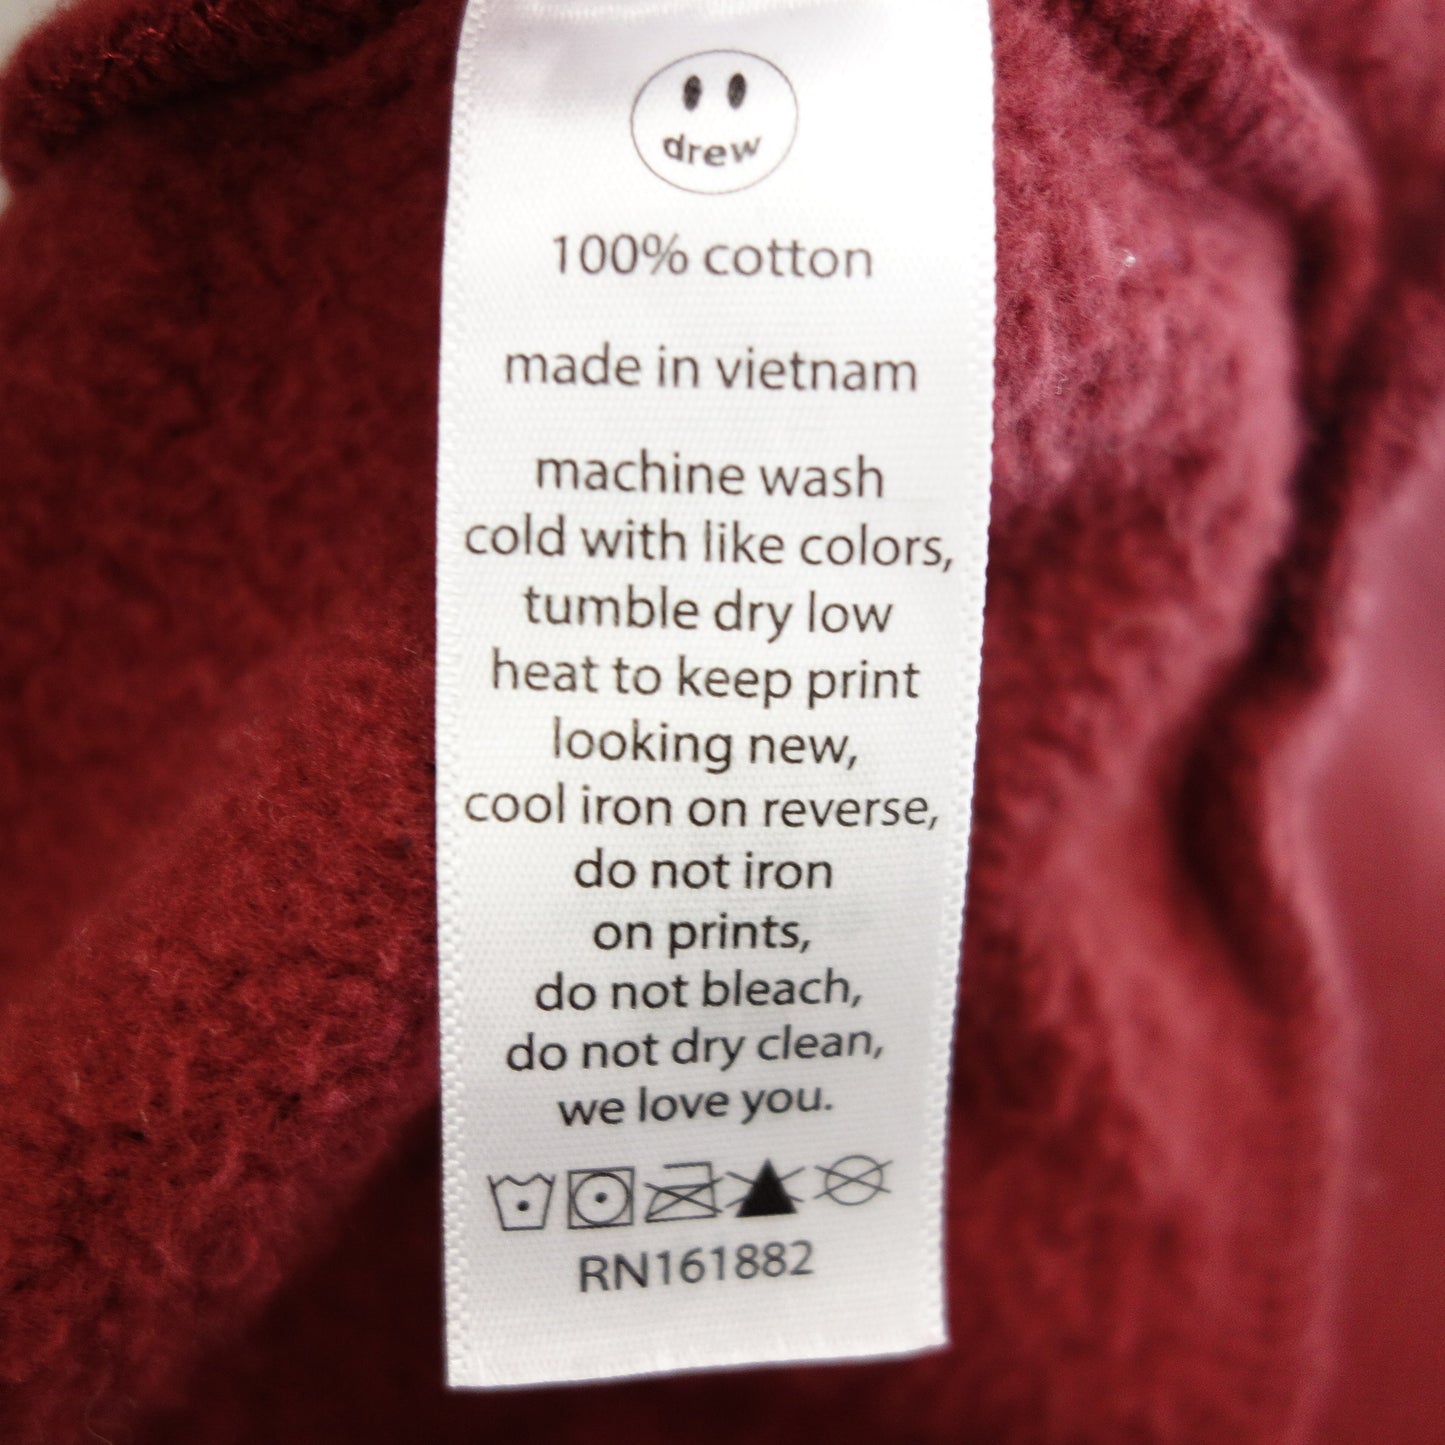 drew
100% cotton
made in vietnam
machine wash
cold with like colors,
tumble dry low
heat to keep print
looking new,
cool iron on reverse,
do not iron
on prints,
do not bleach,
do not dry clean,
we love you.
RN161882